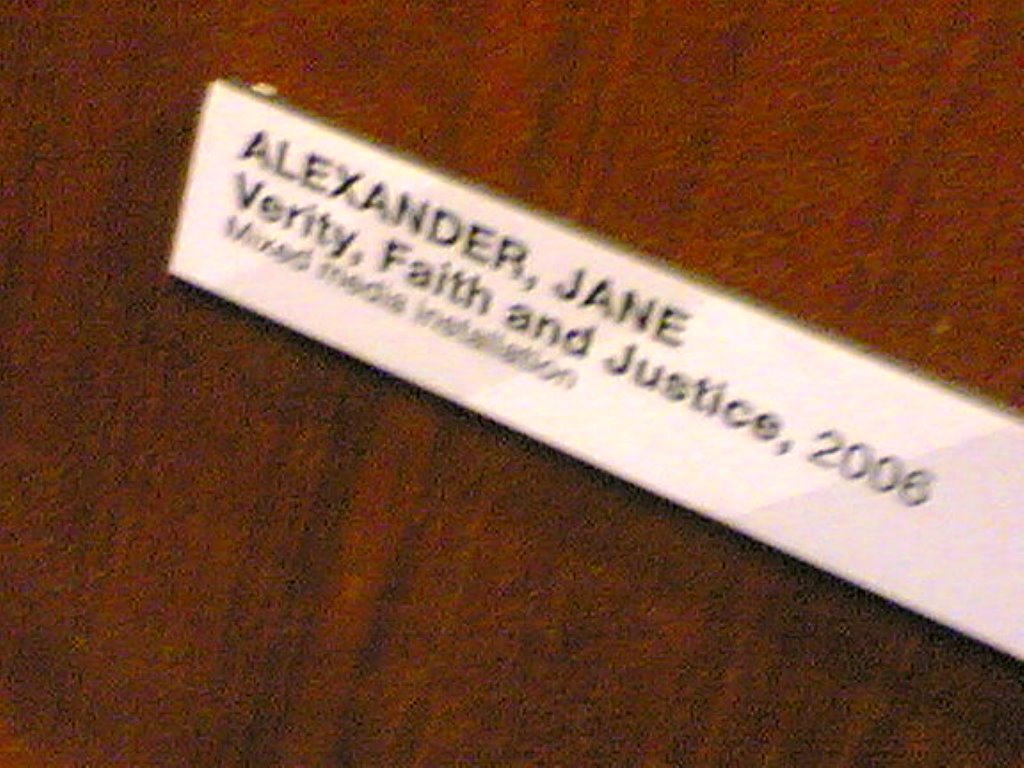 ALEXANDER, JANE
Verity, Faith and Justice, 2006
Mixed media installation